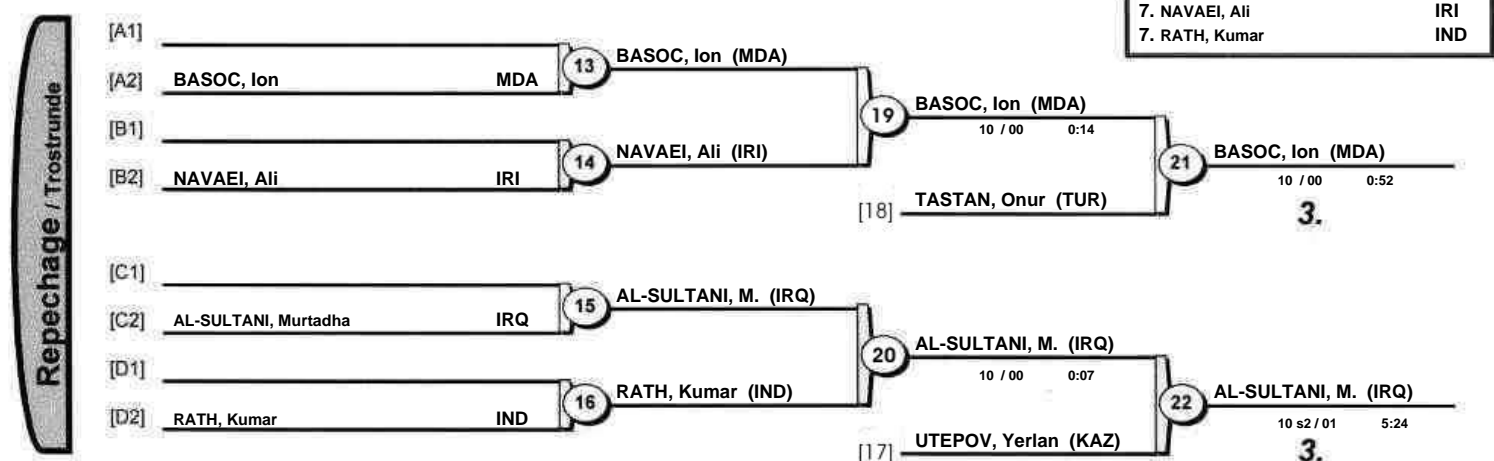 7. NAVAEI, Ali IRI
7. RATH, Kumar IND
Repechage / Trostrunde
[A1]
[A2] BASOC, Ion MDA
13 BASOC, Ion (MDA)
[B1]
[B2] NAVAEI, Ali IRI
14 NAVAEI, Ali (IRI)
19 BASOC, Ion (MDA)
10 / 00 0:14
[18] TASTAN, Onur (TUR)
21 BASOC, Ion (MDA)
10 / 00 0:52
3.
[C1]
[C2] AL-SULTANI, Murtadha IRQ
15 AL-SULTANI, M. (IRQ)
[D1]
[D2] RATH, Kumar IND
16 RATH, Kumar (IND)
20 AL-SULTANI, M. (IRQ)
10 / 00 0:07
[17] UTEPOV, Yerlan (KAZ)
22 AL-SULTANI, M. (IRQ)
10 s2 / 01 5:24
3.